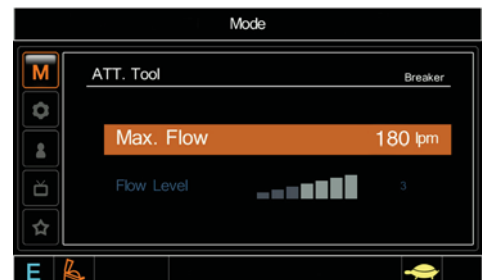 Mode
M
ATT. Tool Breaker
Max. Flow 180 lpm
Flow Level 3
E